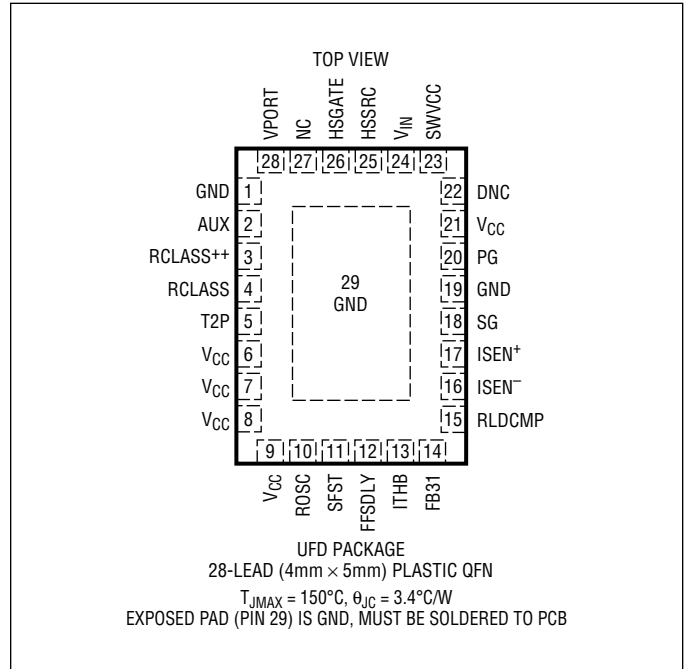 TOP VIEW
VPORT
NC
HSGATE
HSSRC
VIN
SWVCC
28 27 26 25 24 23
GND 1
AUX 2
RCLASS++ 3
RCLASS 4
T2P 5
VCC 6
VCC 7
VCC 8
29
GND
22 DNC
21 VCC
20 PG
19 GND
18 SG
17 ISEN+
16 ISEN–
15 RLDCMP
9 10 11 12 13 14
VCC
ROSC
SFST
FFSDLY
ITHB
FB31
UFD PACKAGE
28-LEAD (4mm × 5mm) PLASTIC QFN
TJMAX = 150°C, θJC = 3.4°C/W
EXPOSED PAD (PIN 29) IS GND, MUST BE SOLDERED TO PCB